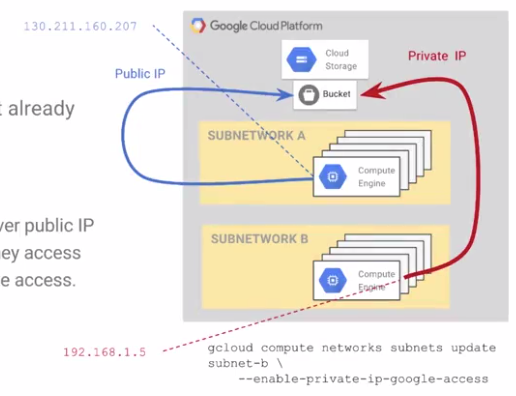 130.211.160.207
Google Cloud Platform
Cloud
Storage
Public IP
Private IP
Bucket
t already
SUBNETWORK A
Compute
Engine
ver public IP
ey access
e access.
SUBNETWORK B
Compute
Engine
192.168.1.5
gcloud compute networks subnets update
subnet-b \
--enable-private-ip-google-access